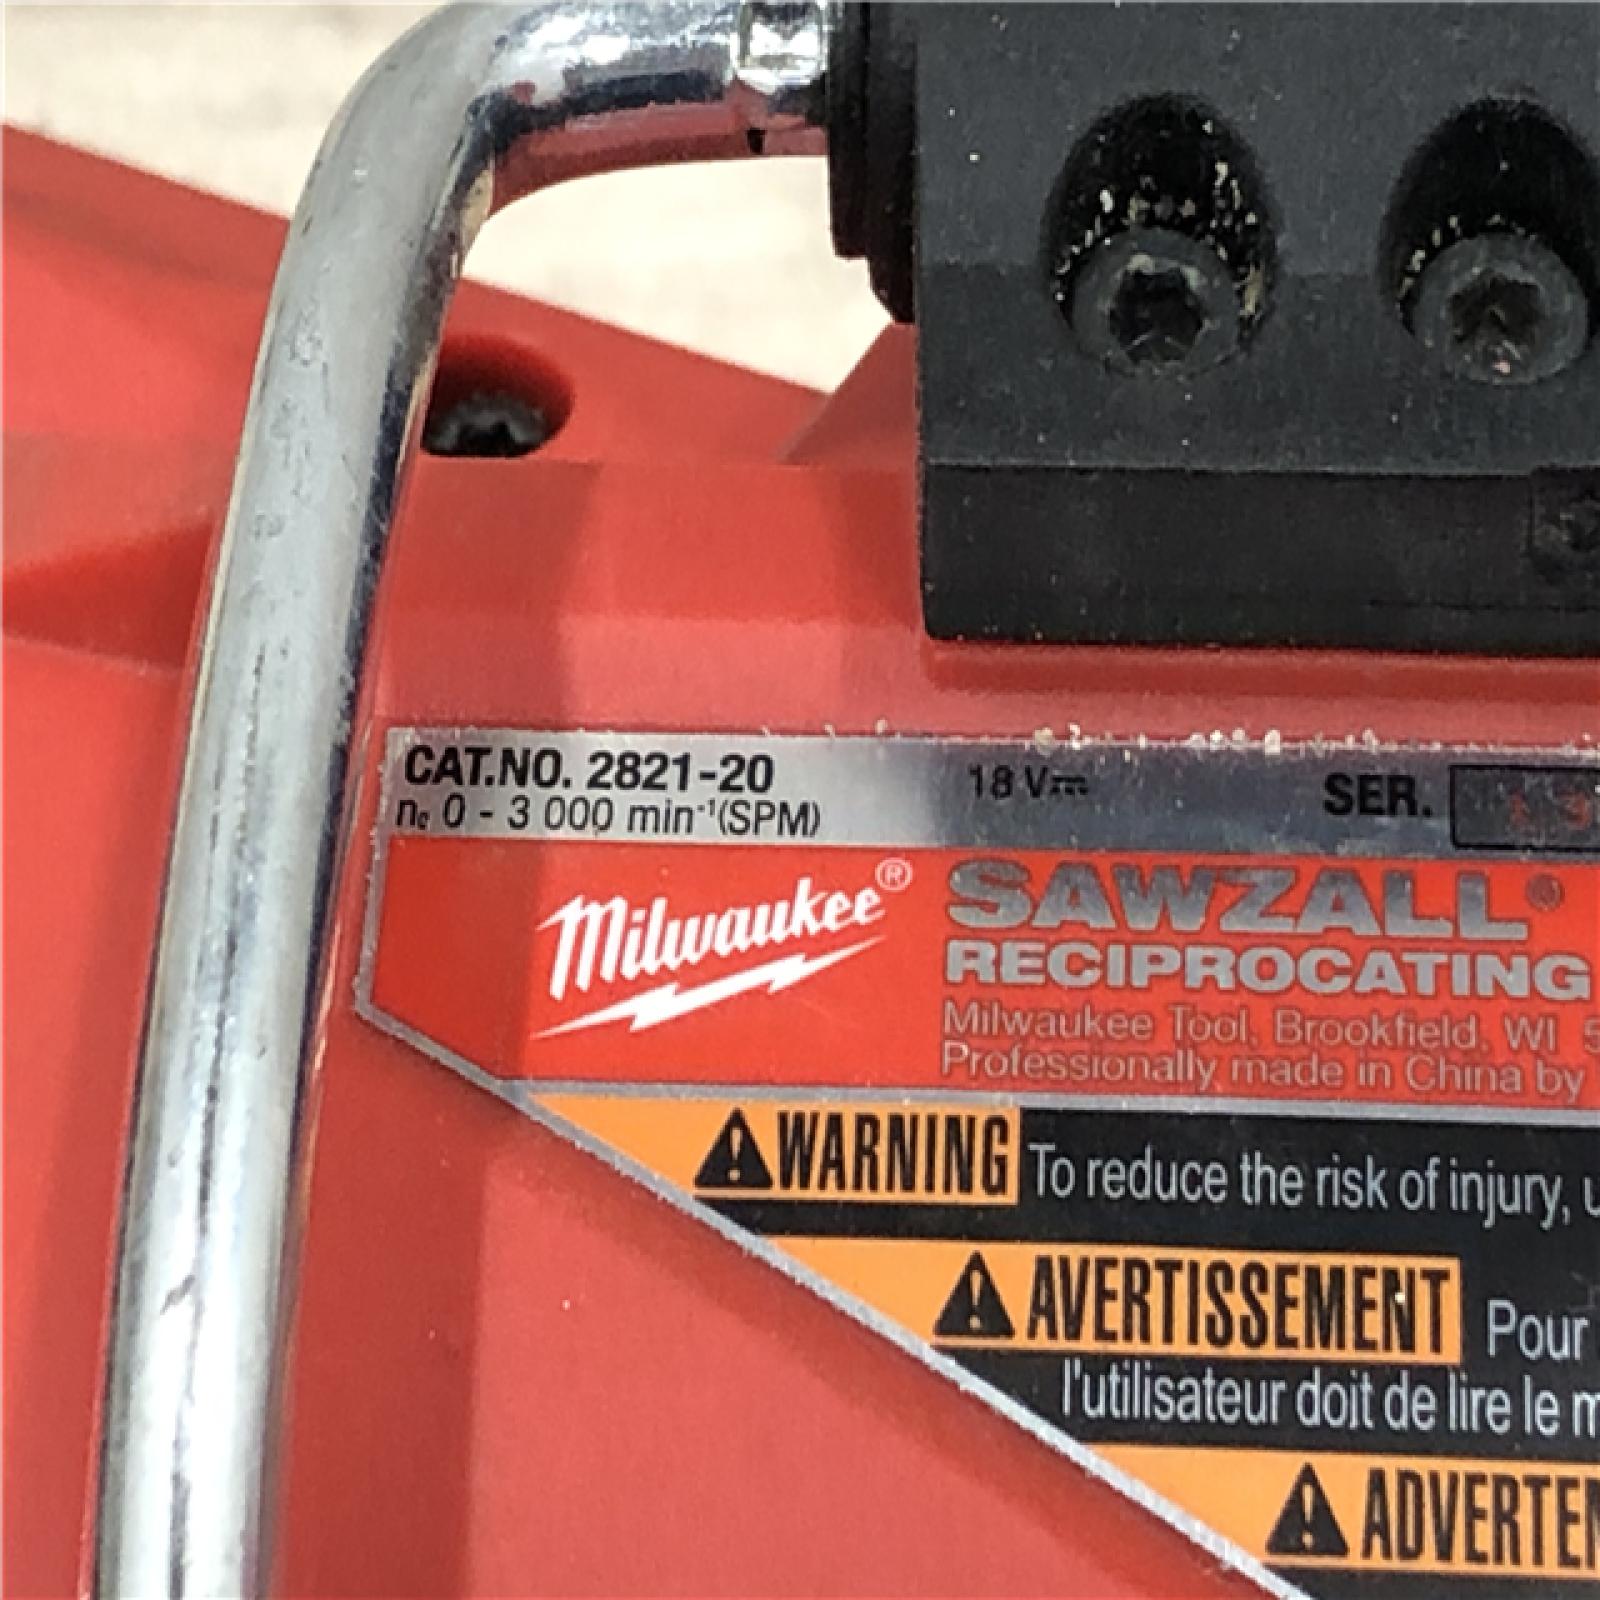 CAT.NO. 2821-20 18 V⎓ SER.
n₀ 0 - 3 000 min⁻¹(SPM)
Milwaukee®
SAWZALL®
RECIPROCATING
Milwaukee Tool, Brookfield, WI 5
Professionally made in China by
⚠WARNING To reduce the risk of injury, u
⚠AVERTISSEMENT Pour
l'utilisateur doit de lire le m
⚠ADVERTEN